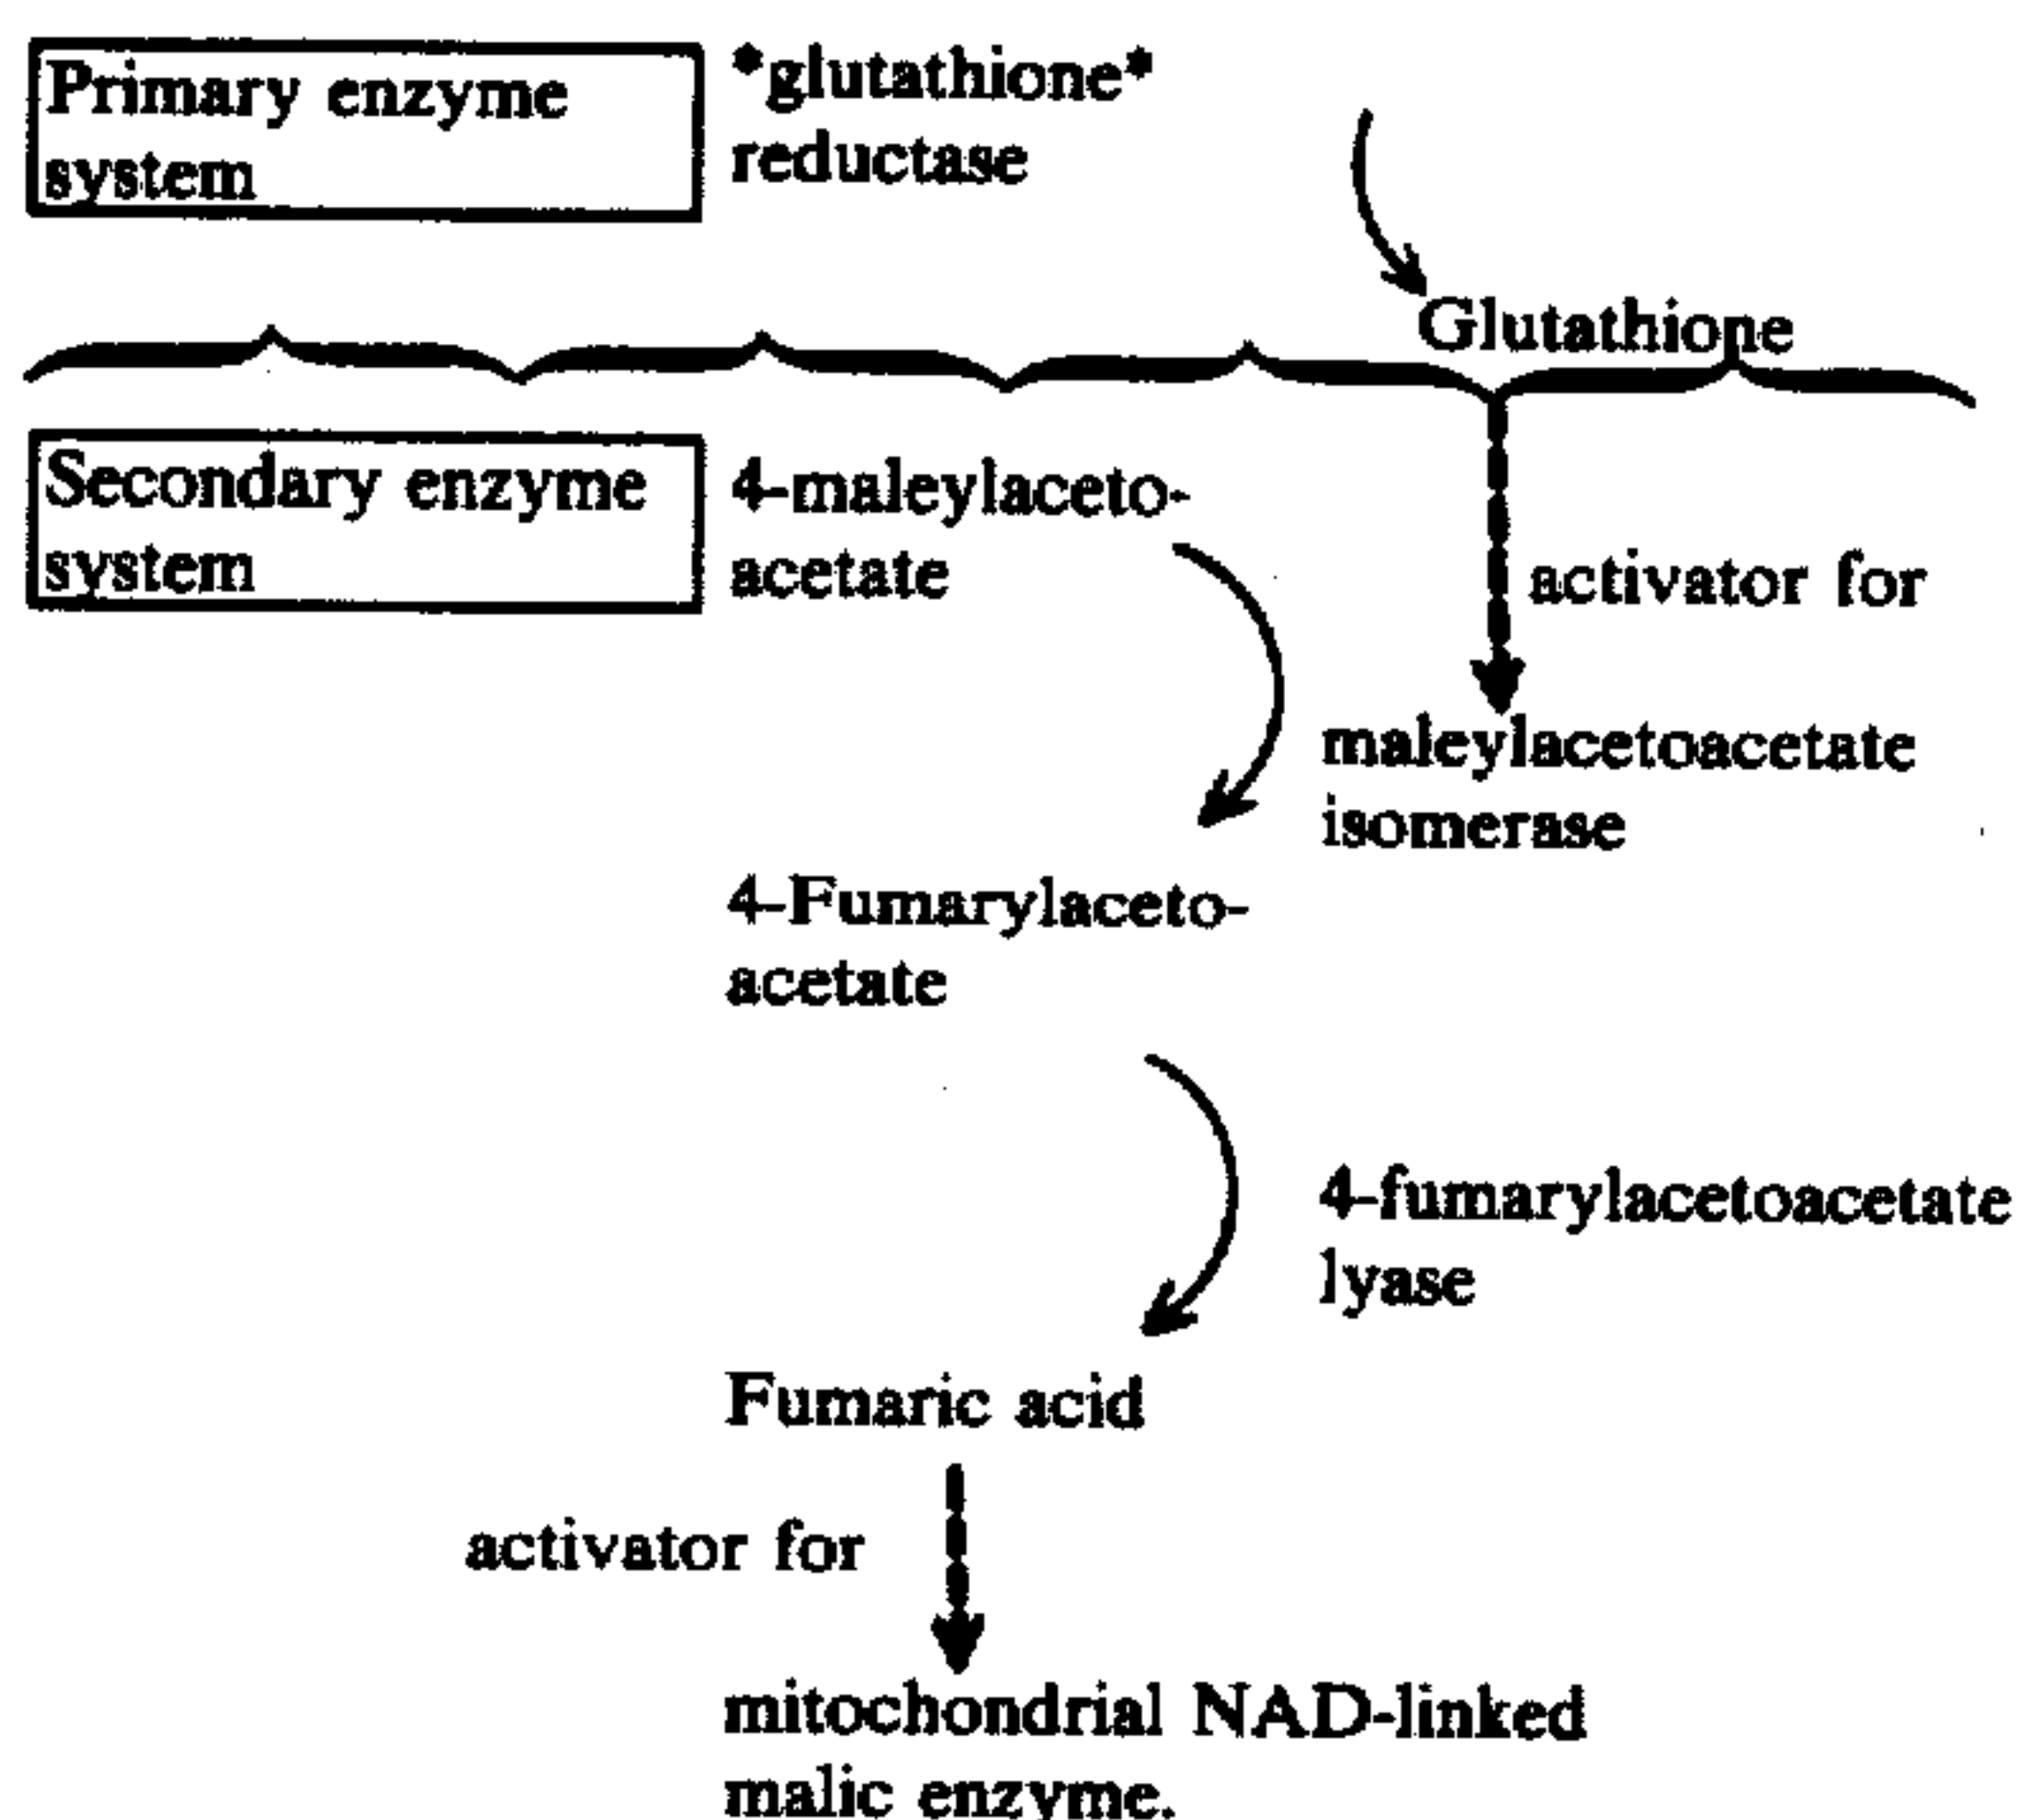 Primary enzyme
system
*glutathione*
reductase
Glutathione
Secondary enzyme
system
4-maleylaceto-
acetate
activator for
maleylacetoacetate
isomerase
4-Fumarylaceto-
acetate
4-fumarylacetoacetate
lyase
Fumaric acid
activator for
mitochondrial NAD-linked
malic enzyme.